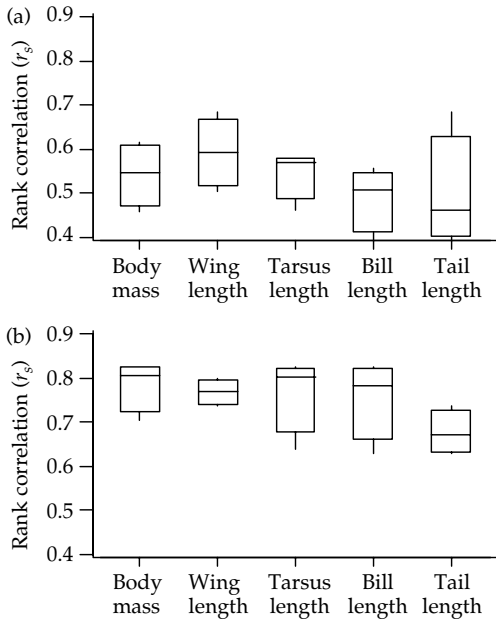 (a)
Rank correlation (rs)
0.9
0.8
0.7
0.6
0.5
0.4
Body mass
Wing length
Tarsus length
Bill length
Tail length
(b)
Rank correlation (rs)
0.9
0.8
0.7
0.6
0.5
0.4
Body mass
Wing length
Tarsus length
Bill length
Tail length